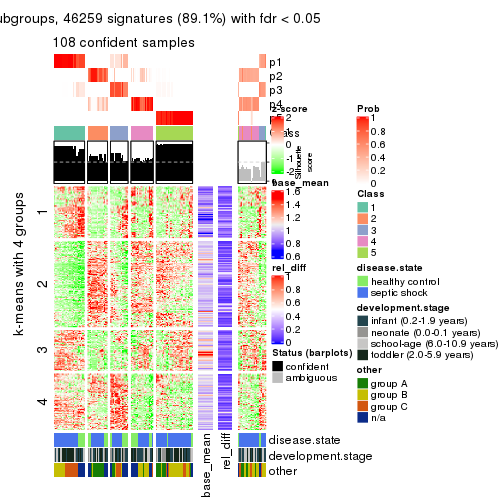 ubgroups, 46259 signatures (89.1%) with fdr < 0.05
108 confident samples
p1
p2
p3
p4
z-score
2
1
-1
-2
Silhouette
score
base_mean
1.6
1.4
1.2
1
0.8
0.6
rel_diff
1
0.8
0.6
0.4
0.2
0
Status (barplots)
confident
ambiguous
Prob
1
0.8
0.6
0.4
0.2
0
Class
1
2
3
4
5
disease.state
healthy control
septic shock
development.stage
infant (0.2-1.9 years)
neonate (0.0-0.1 years)
school-age (6.0-10.9 years)
toddler (2.0-5.9 years)
other
group A
group B
group C
n/a
k-means with 4 groups
1
2
3
4
base_mean
rel_diff
disease.state
development.stage
other